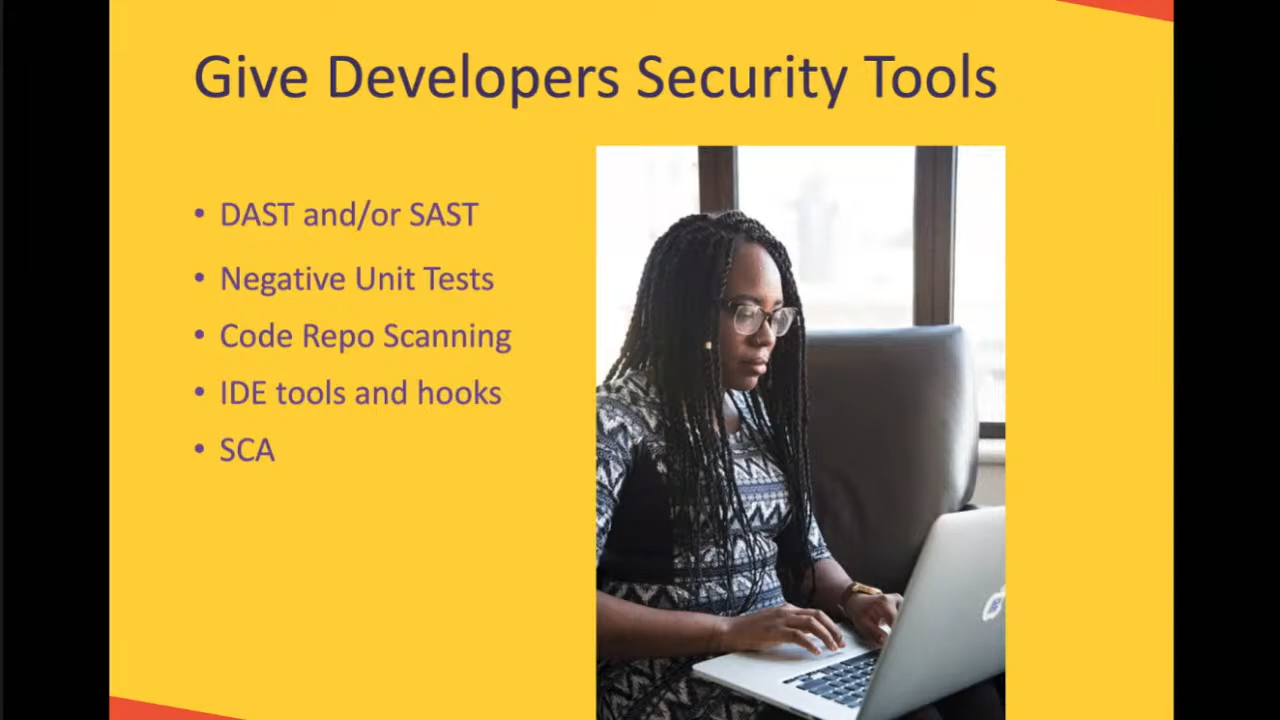 Give Developers Security Tools
• DAST and/or SAST
• Negative Unit Tests
• Code Repo Scanning
• IDE tools and hooks
• SCA